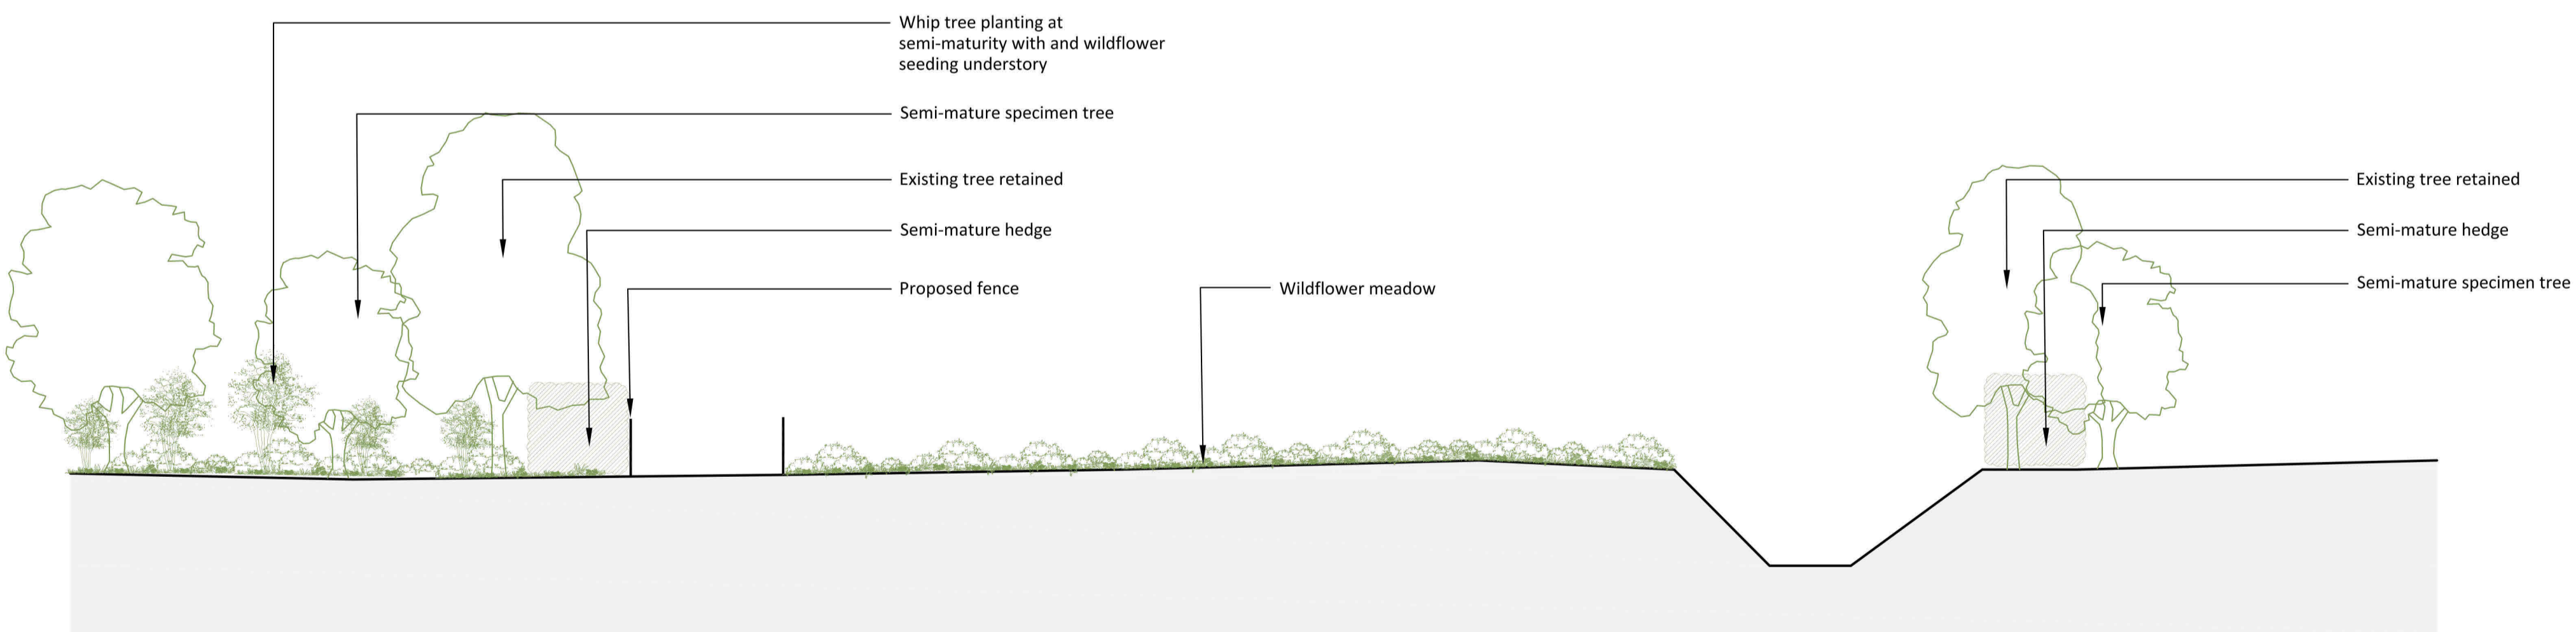 Whip tree planting at
semi-maturity with and wildflower
seeding understory
Semi-mature specimen tree
Existing tree retained
Semi-mature hedge
Proposed fence
Wildflower meadow
Existing tree retained
Semi-mature hedge
Semi-mature specimen tree